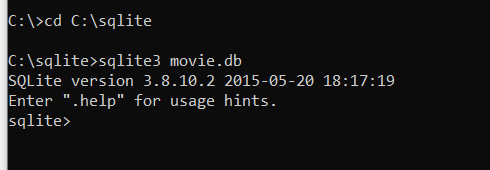 C:\>cd C:\sqlite
C:\sqlite>sqlite3 movie.db
SQLite version 3.8.10.2 2015-05-20 18:17:19
Enter ".help" for usage hints.
sqlite>